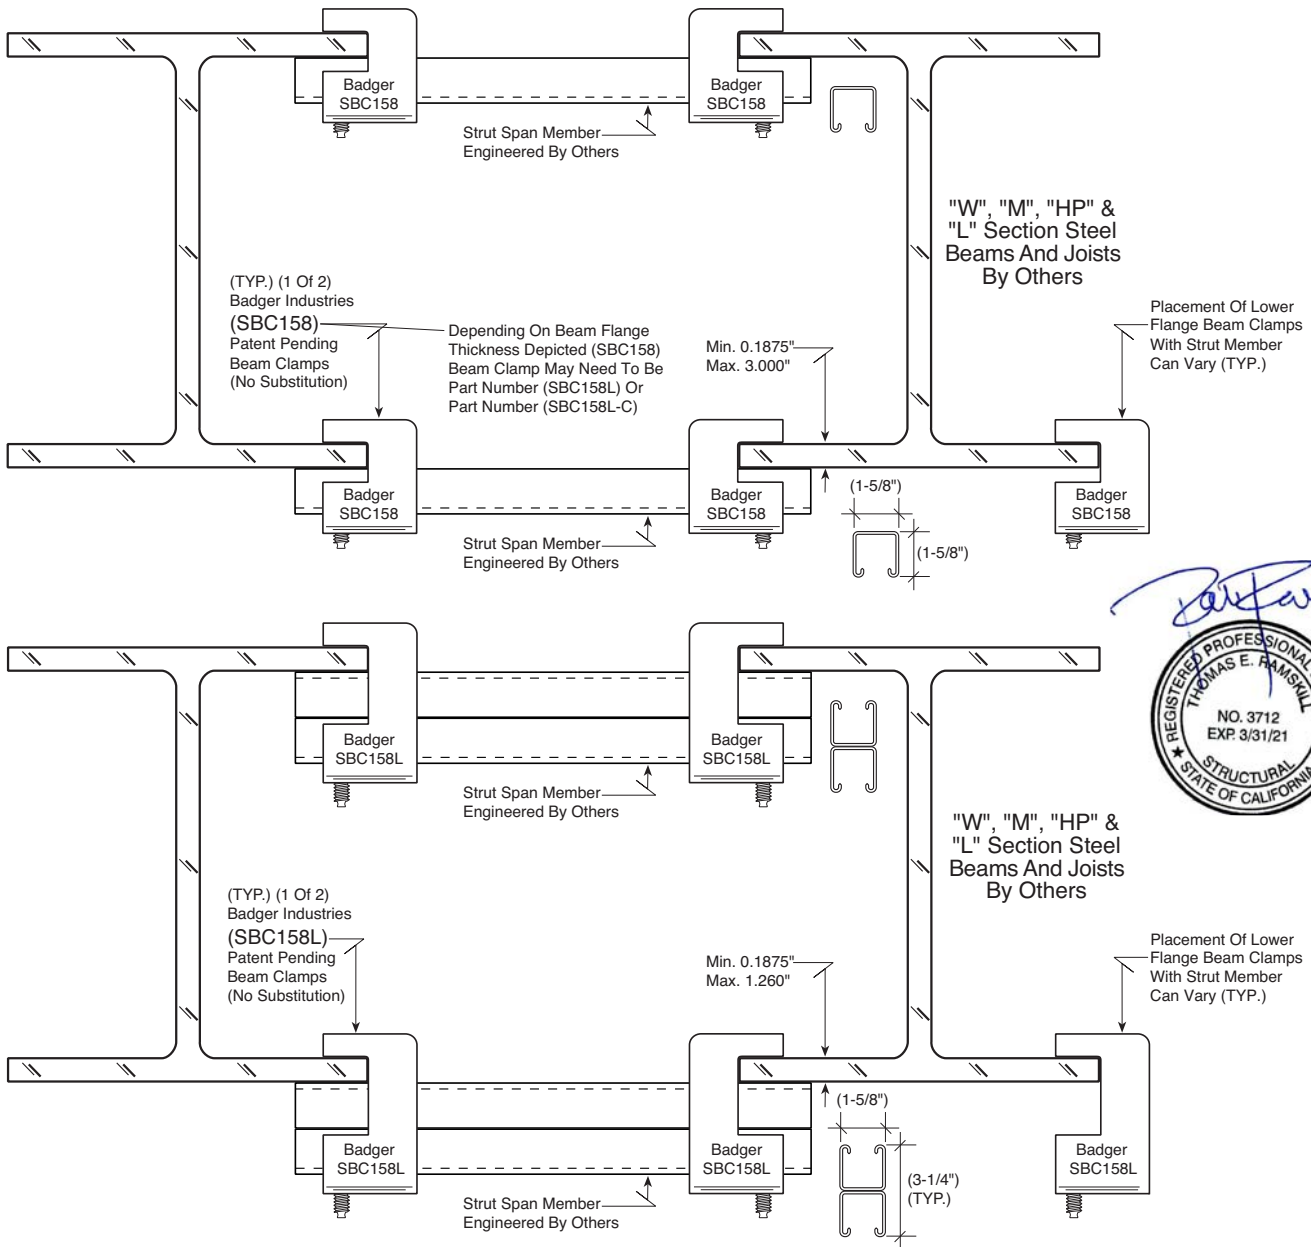 Badger
SBC158
Badger
SBC158
Strut Span Member
Engineered By Others
"W", "M", "HP" &
"L" Section Steel
Beams And Joists
By Others
(TYP.) (1 Of 2)
Badger Industries
(SBC158)
Patent Pending
Beam Clamps
(No Substitution)
Depending On Beam Flange
Thickness Depicted (SBC158)
Beam Clamp May Need To Be
Part Number (SBC158L) Or
Part Number (SBC158L-C)
Min. 0.1875"
Max. 3.000"
Placement Of Lower
Flange Beam Clamps
With Strut Member
Can Vary (TYP.)
Badger
SBC158
Badger
SBC158
(1-5/8")
(1-5/8")
Badger
SBC158
Strut Span Member
Engineered By Others
REGISTERED PROFESSIONAL
THOMAS E. RAMSKILL
NO. 3712
EXP. 3/31/21
STRUCTURAL
STATE OF CALIFORNIA
Badger
SBC158L
Badger
SBC158L
Strut Span Member
Engineered By Others
"W", "M", "HP" &
"L" Section Steel
Beams And Joists
By Others
(TYP.) (1 Of 2)
Badger Industries
(SBC158L)
Patent Pending
Beam Clamps
(No Substitution)
Min. 0.1875"
Max. 1.260"
Placement Of Lower
Flange Beam Clamps
With Strut Member
Can Vary (TYP.)
Badger
SBC158L
Badger
SBC158L
(1-5/8")
(3-1/4")
(TYP.)
Badger
SBC158L
Strut Span Member
Engineered By Others